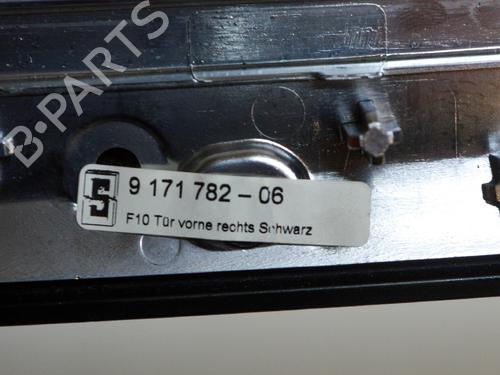 B-PARTS
S
9 171 782 – 06
F10 Tür vorne rechts Schwarz